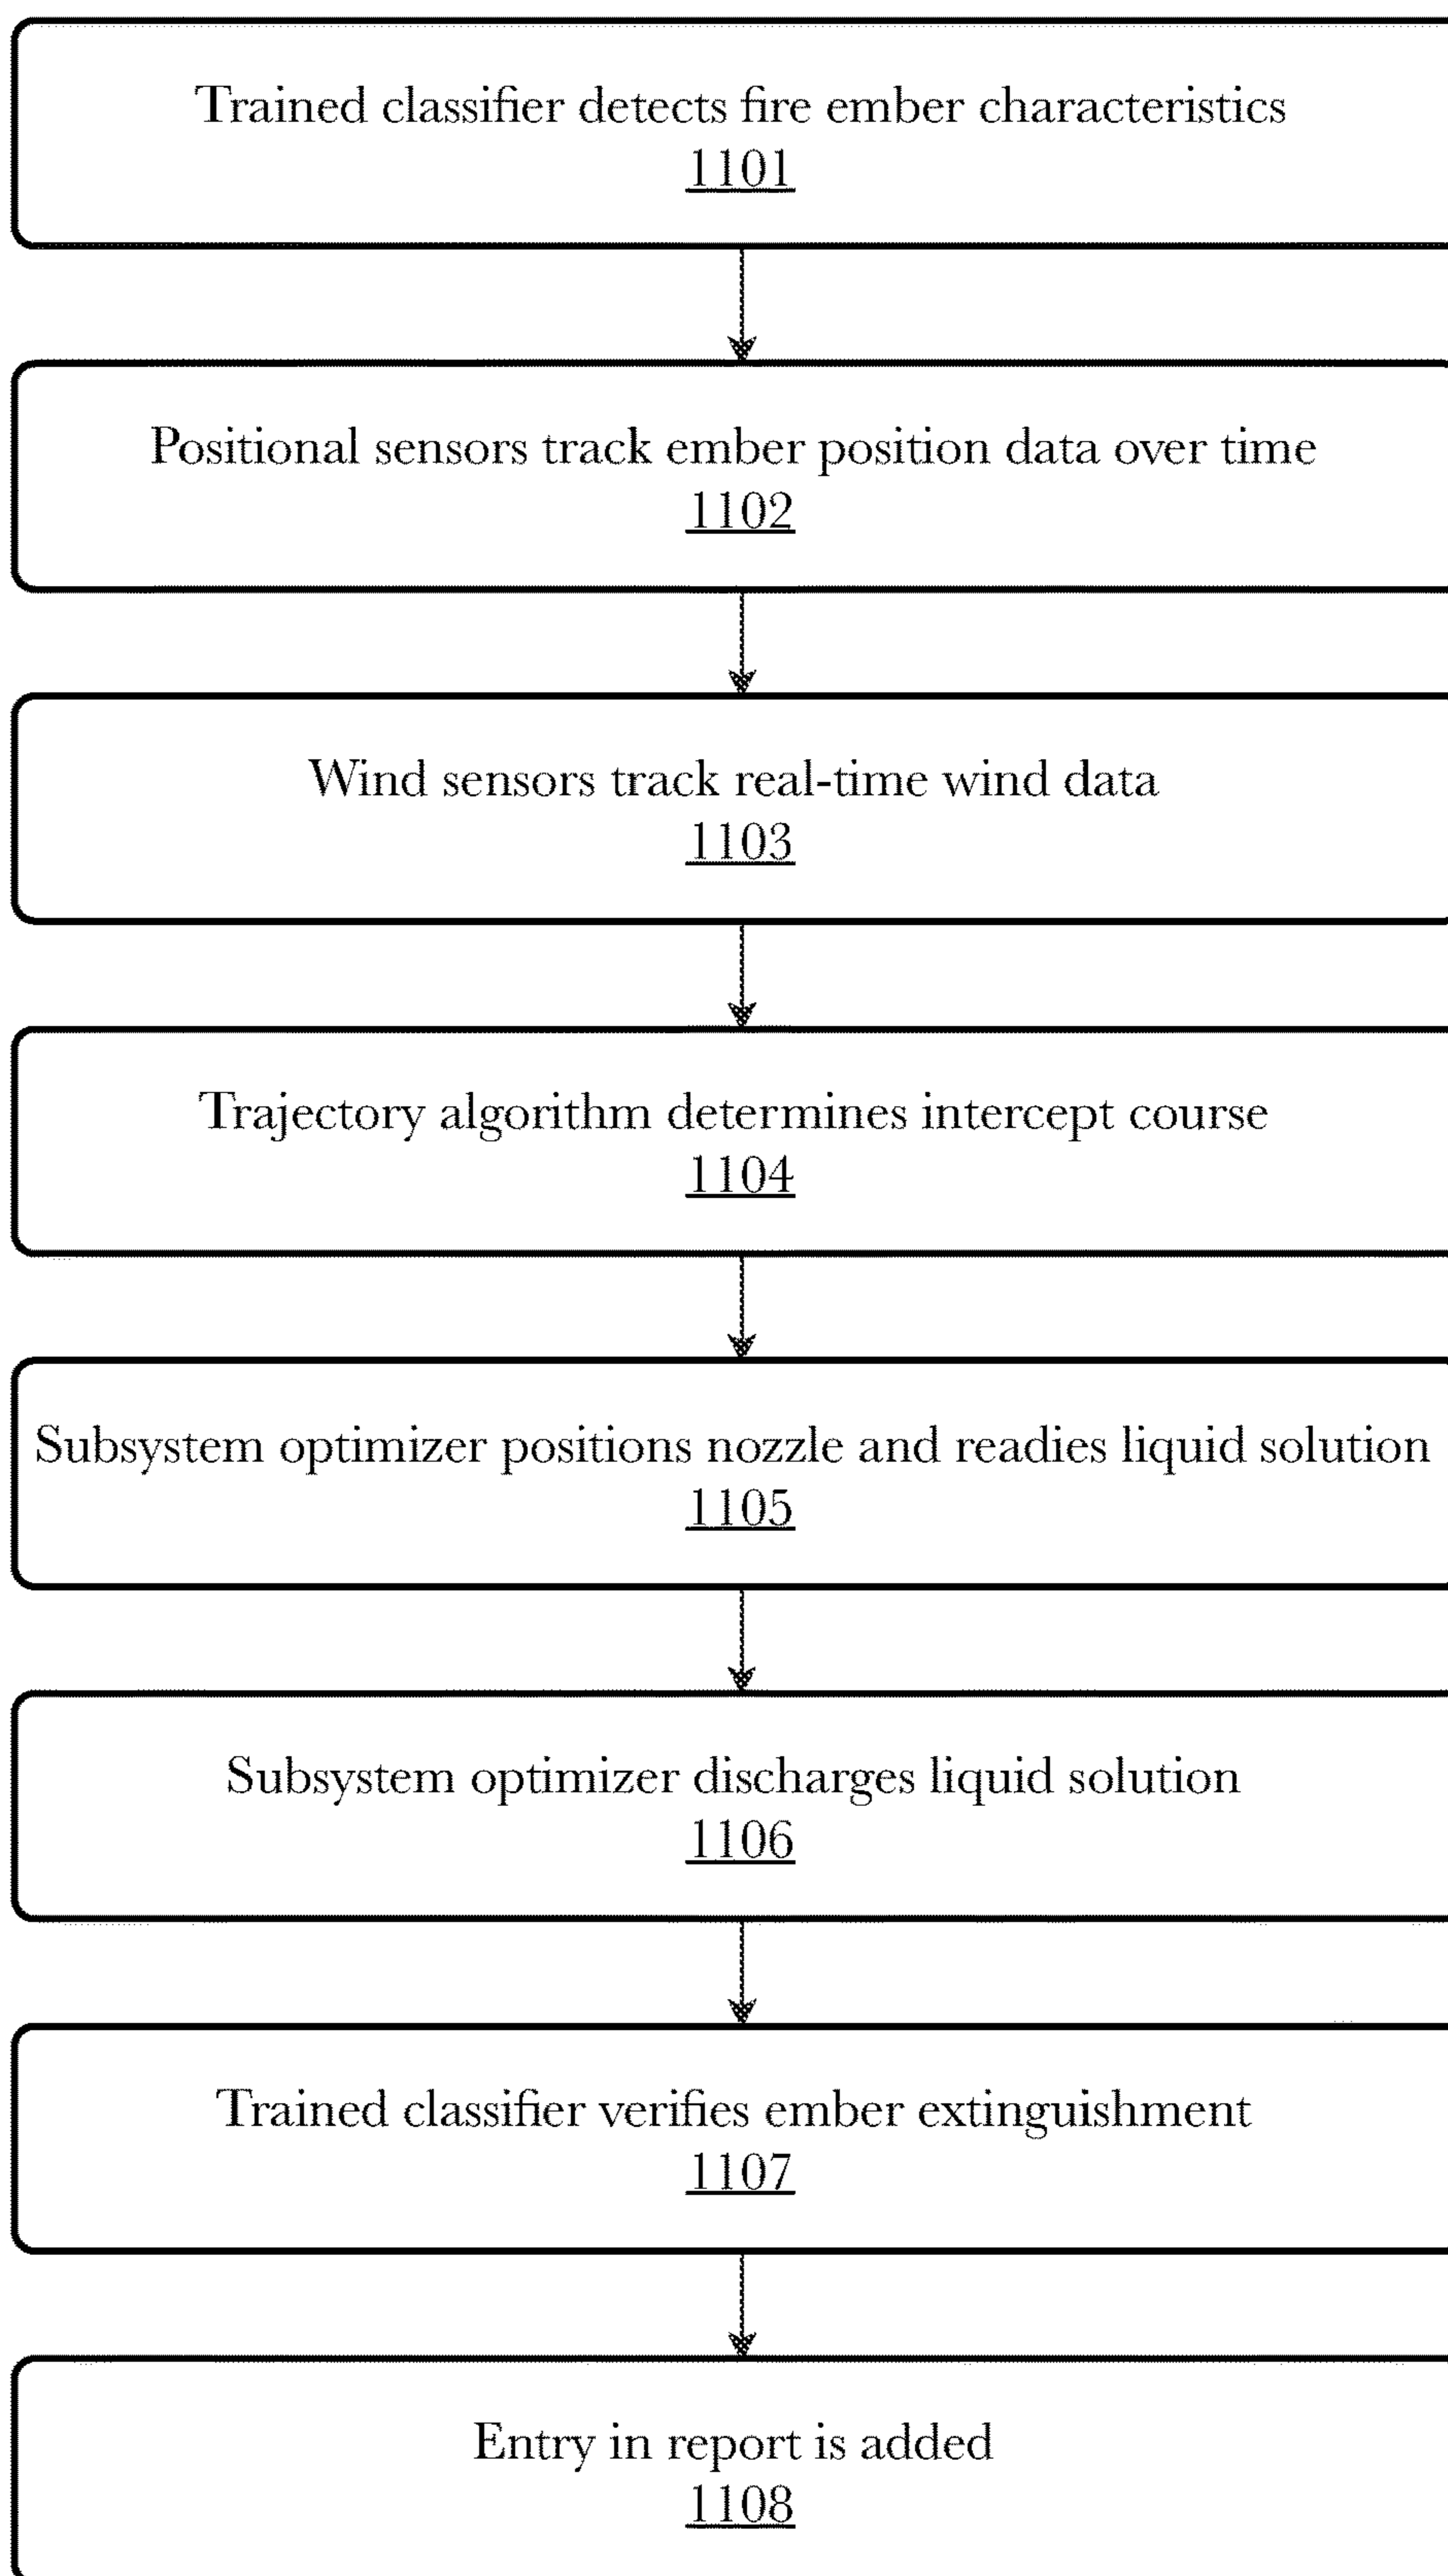 Trained classifier detects fire ember characteristics
1101
Positional sensors track ember position data over time
1102
Wind sensors track real-time wind data
1103
Trajectory algorithm determines intercept course
1104
Subsystem optimizer positions nozzle and readies liquid solution
1105
Subsystem optimizer discharges liquid solution
1106
Trained classifier verifies ember extinguishment
1107
Entry in report is added
1108